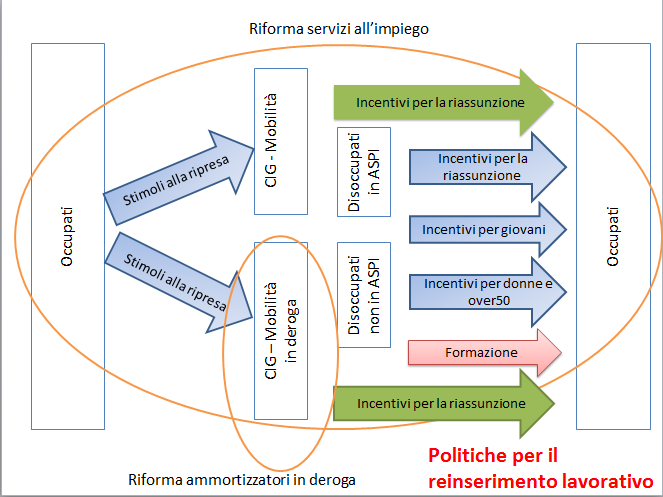 Riforma servizi all’impiego
Occupati
Stimoli alla ripresa
Stimoli alla ripresa
CIG - Mobilità
CIG – Mobilità
in deroga
Disoccupati
in ASPI
Disoccupati
non in ASPI
Incentivi per la riassunzione
Incentivi per la
riassunzione
Incentivi per giovani
Incentivi per donne e
over50
Formazione
Incentivi per la riassunzione
Occupati
Politiche per il
reinserimento lavorativo
Riforma ammortizzatori in deroga